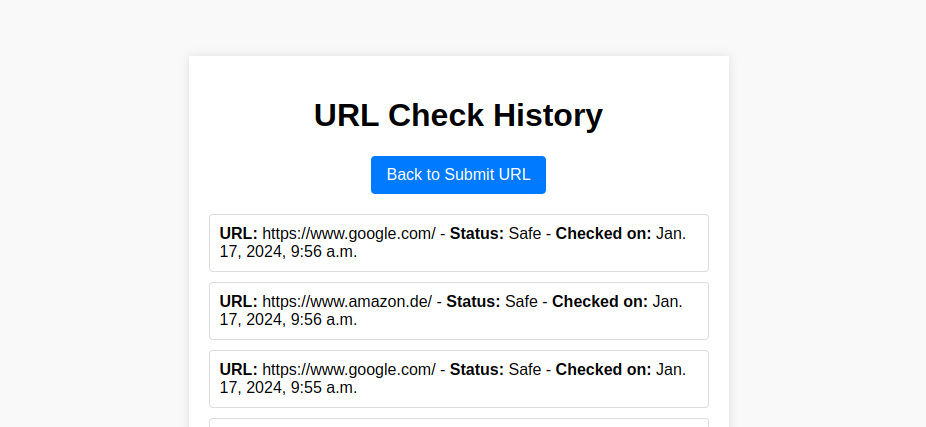 URL Check History
Back to Submit URL
URL: https://www.google.com/ - Status: Safe - Checked on: Jan.
17, 2024, 9:56 a.m.
URL: https://www.amazon.de/ - Status: Safe - Checked on: Jan.
17, 2024, 9:56 a.m.
URL: https://www.google.com/ - Status: Safe - Checked on: Jan.
17, 2024, 9:55 a.m.